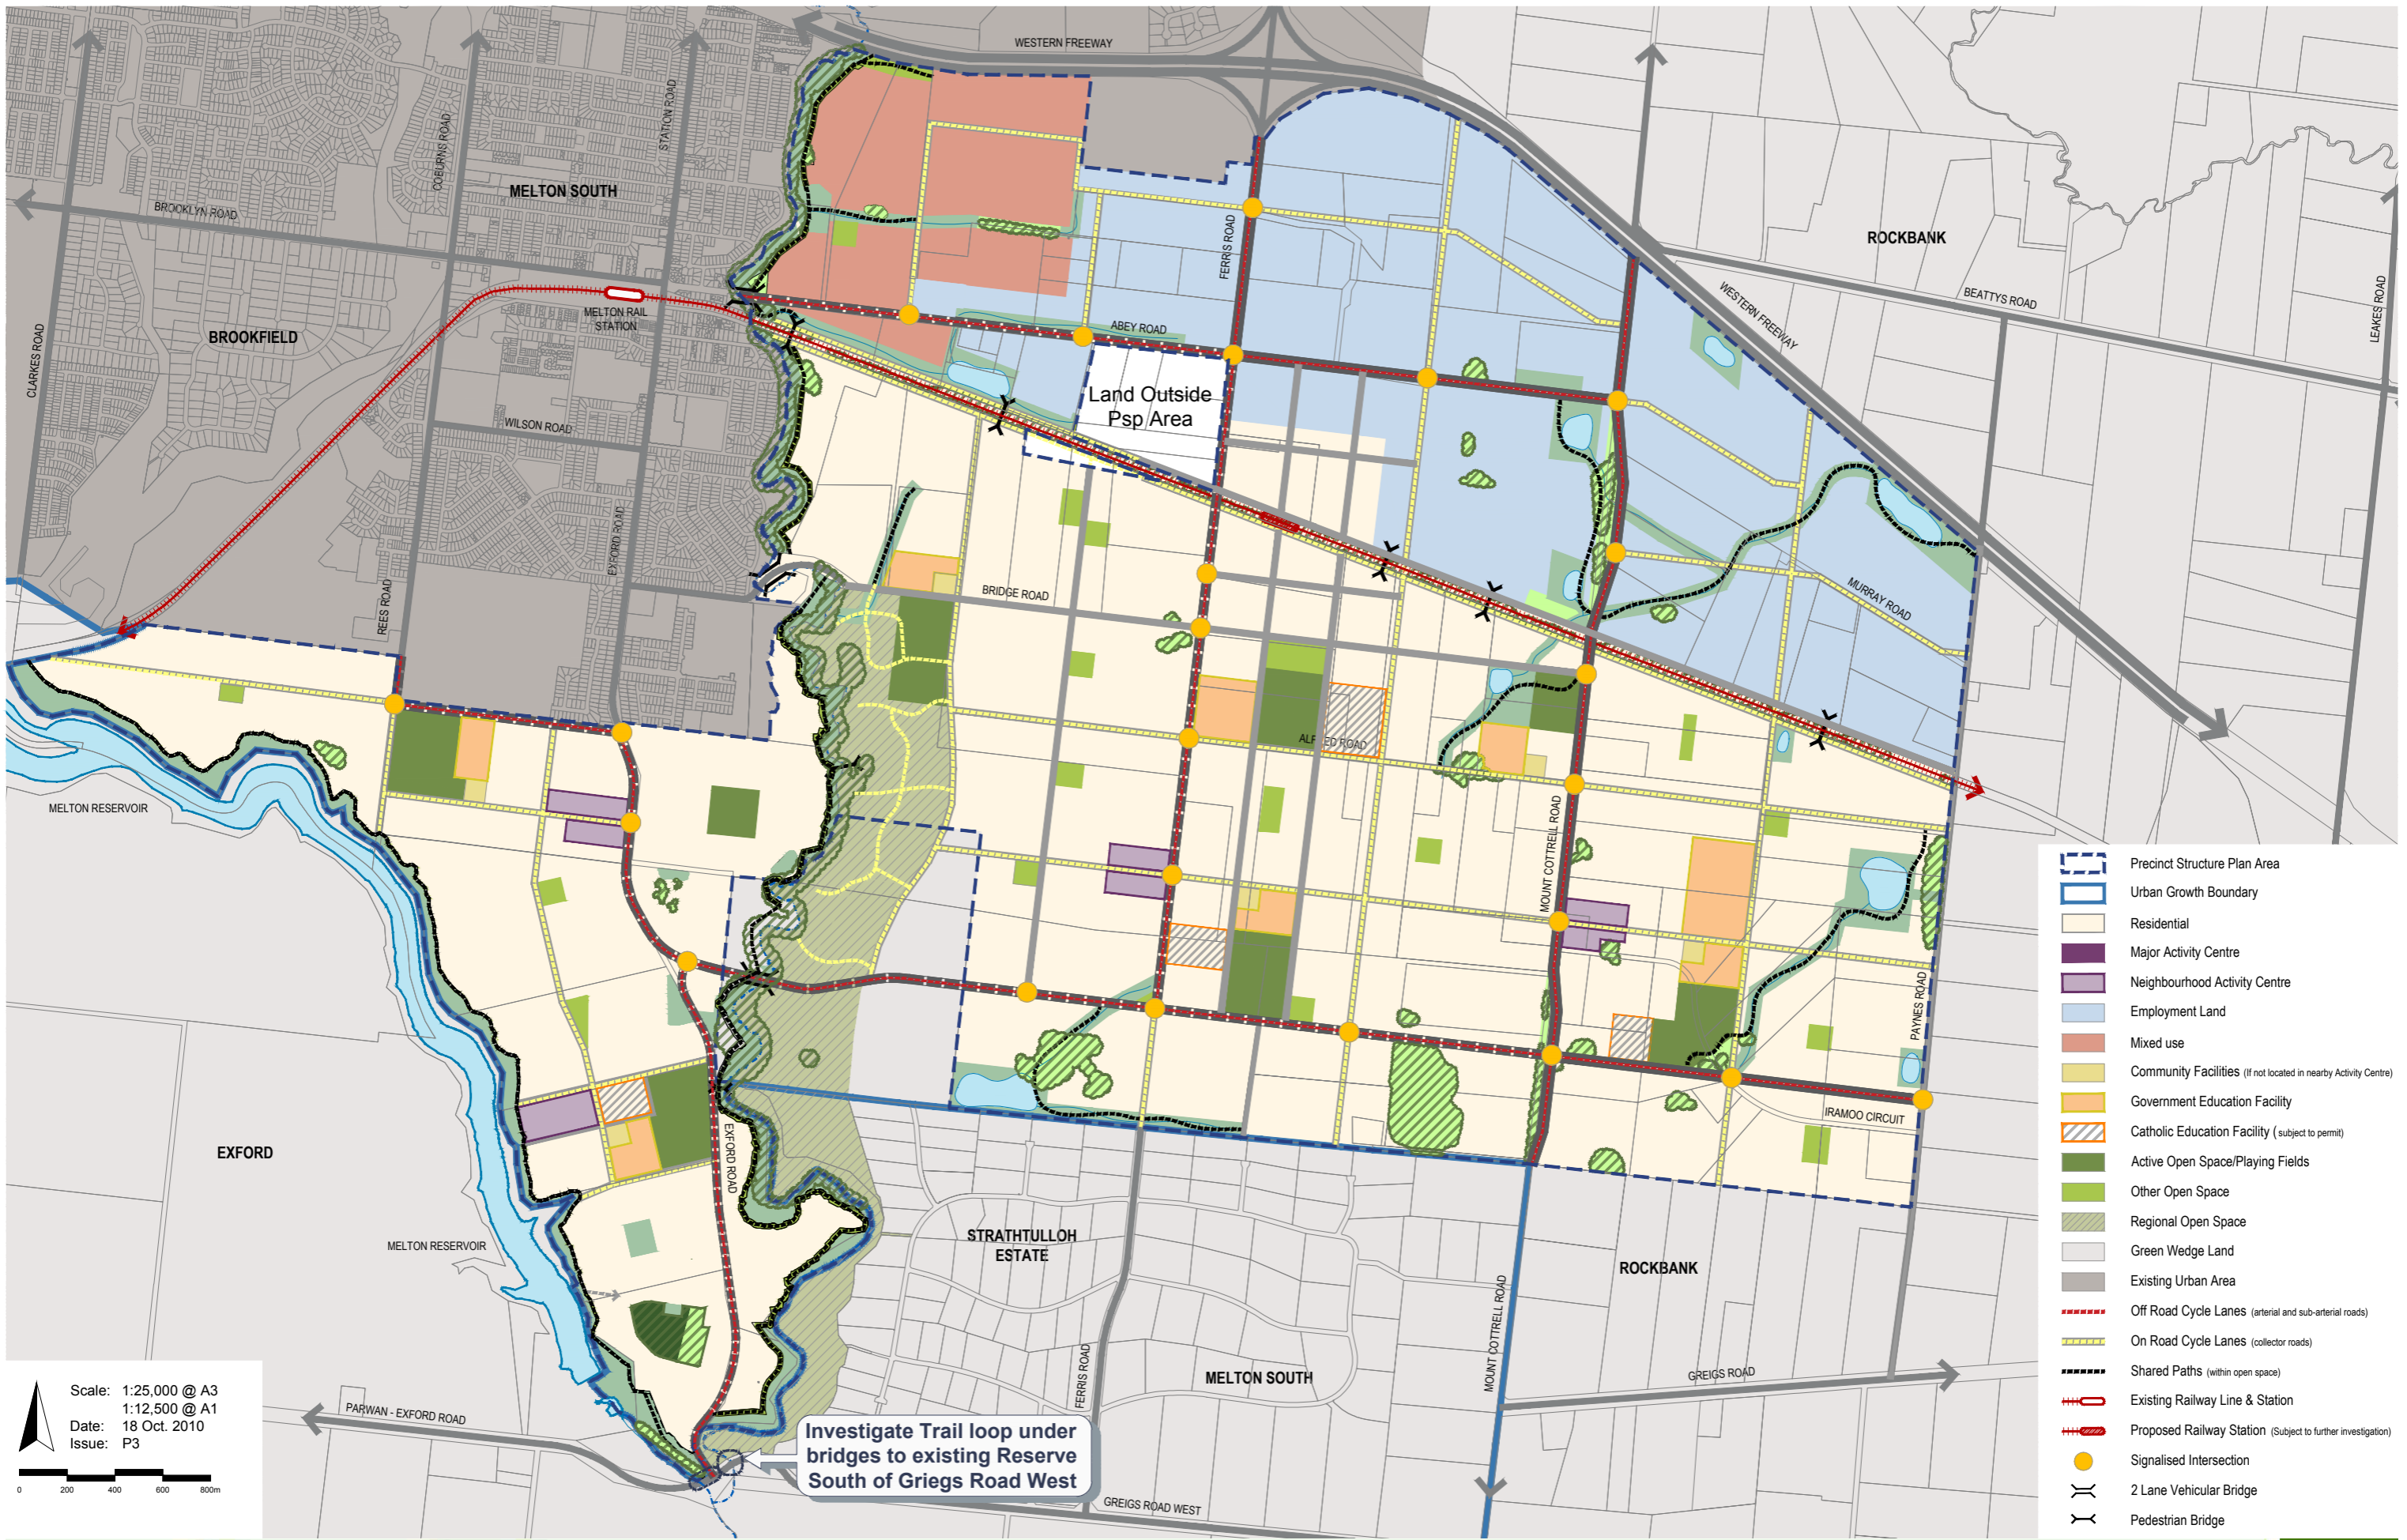 WESTERN FREEWAY
CLARKES ROAD
COBURNS ROAD
STATION ROAD
MELTON SOUTH
BROOKLYN ROAD
FERRIS ROAD
ROCKBANK
WESTERN FREEWAY
BEATTYS ROAD
LEAKES ROAD
BROOKFIELD
MELTON RAIL
STATION
ABEY ROAD
Land Outside
Psp Area
WILSON ROAD
EXFORD ROAD
REES ROAD
BRIDGE ROAD
MURRAY ROAD
ALFRED ROAD
MELTON RESERVOIR
MOUNT COTTRELL ROAD
PAYNES ROAD
IRAMOO CIRCUIT
EXFORD
EXFORD ROAD
MELTON RESERVOIR
STRATHTULLOH
ESTATE
ROCKBANK
MOUNT COTTRELL ROAD
FERRIS ROAD
MELTON SOUTH
GREIGS ROAD
PARWAN - EXFORD ROAD
Investigate Trail loop under
bridges to existing Reserve
South of Griegs Road West
GREIGS ROAD WEST
Scale: 1:25,000 @ A3
1:12,500 @ A1
Date: 18 Oct. 2010
Issue: P3
0 200 400 600 800m
Precinct Structure Plan Area
Urban Growth Boundary
Residential
Major Activity Centre
Neighbourhood Activity Centre
Employment Land
Mixed use
Community Facilities (If not located in nearby Activity Centre)
Government Education Facility
Catholic Education Facility ( subject to permit)
Active Open Space/Playing Fields
Other Open Space
Regional Open Space
Green Wedge Land
Existing Urban Area
Off Road Cycle Lanes (arterial and sub-arterial roads)
On Road Cycle Lanes (collector roads)
Shared Paths (within open space)
Existing Railway Line & Station
Proposed Railway Station (Subject to further investigation)
Signalised Intersection
2 Lane Vehicular Bridge
Pedestrian Bridge